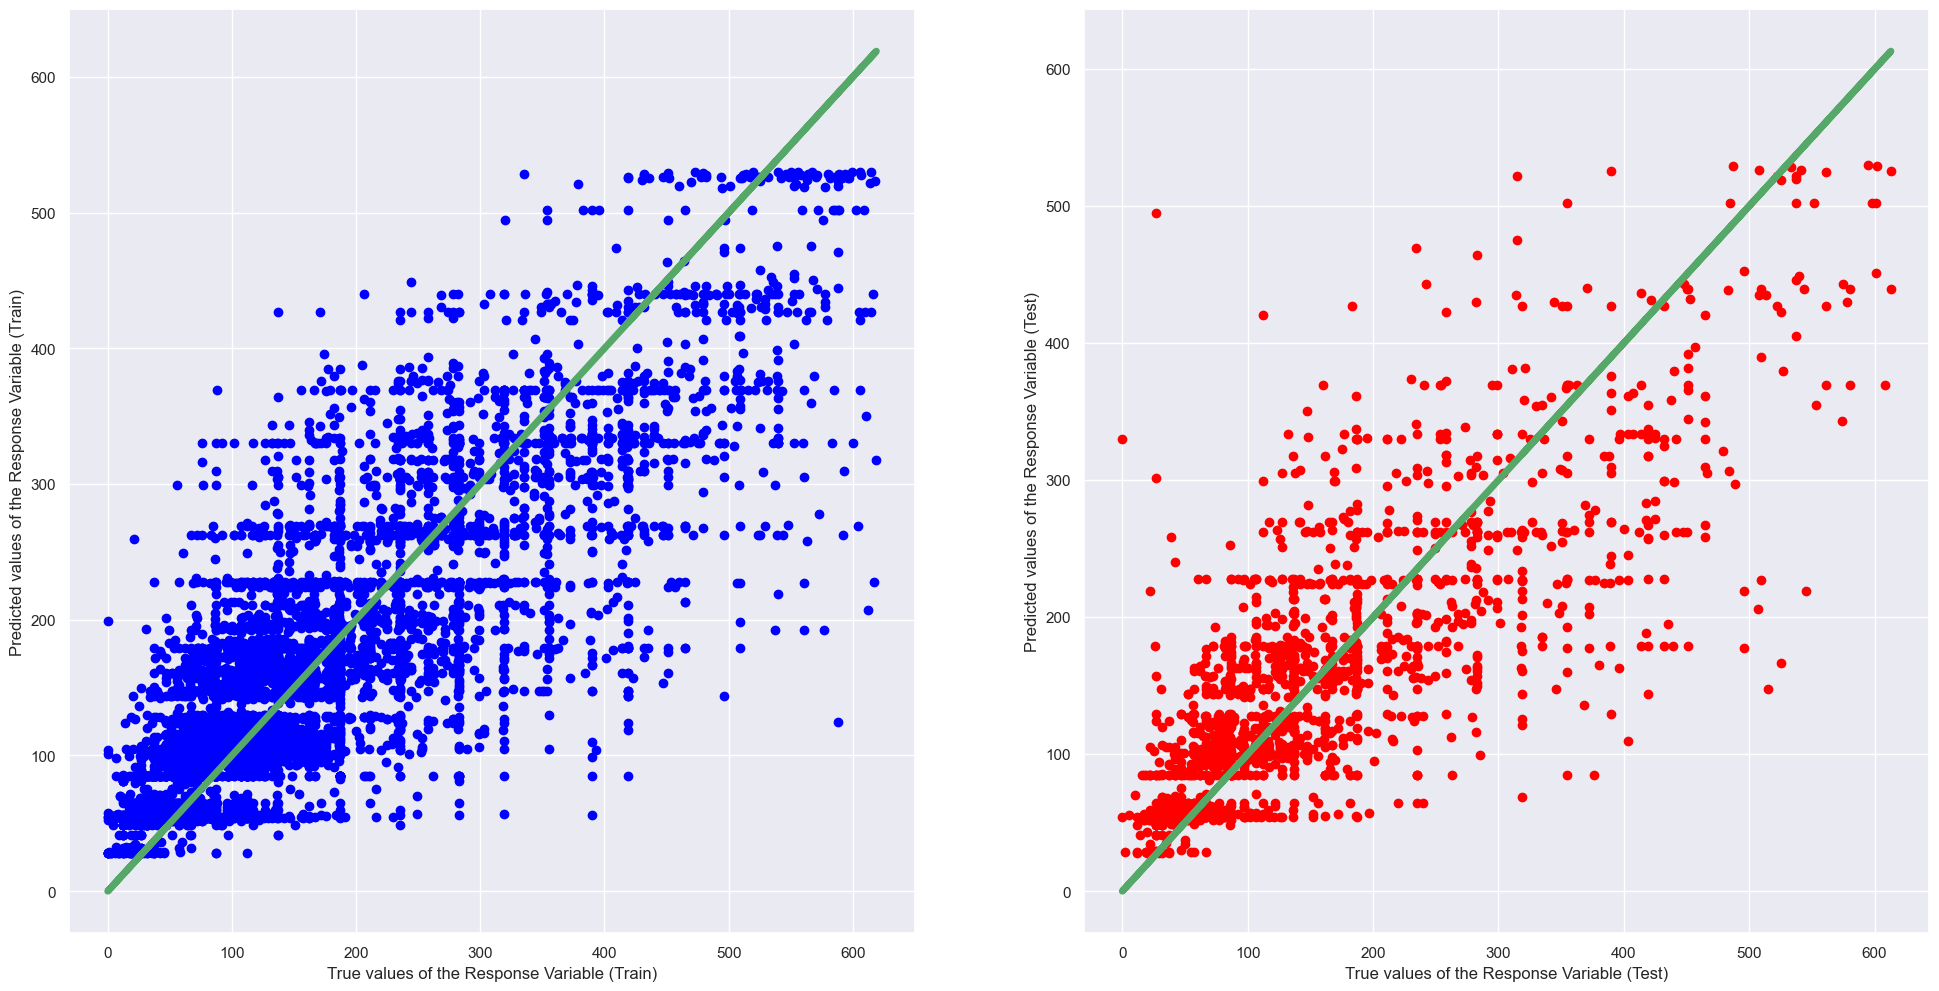 600
500
400
300
200
100
0
Predicted values of the Response Variable (Train)
0 100 200 300 400 500 600
True values of the Response Variable (Train)
600
500
400
300
200
100
0
Predicted values of the Response Variable (Test)
0 100 200 300 400 500 600
True values of the Response Variable (Test)